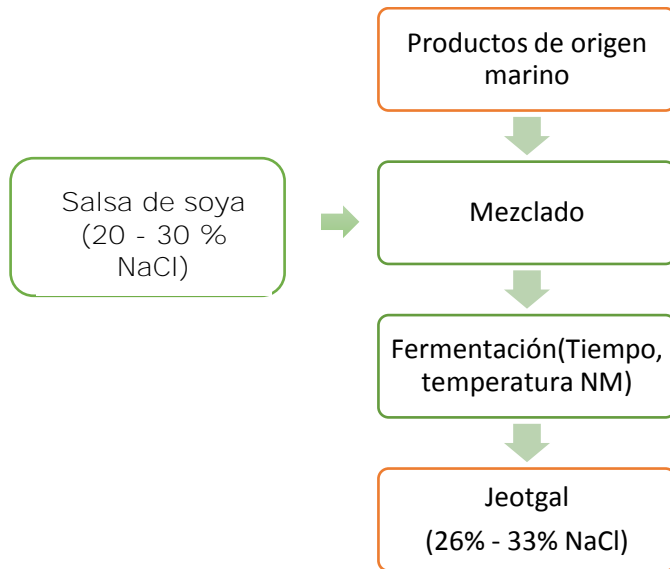 Productos de origen
marino
Salsa de soya
(20 - 30 %
NaCl)
Mezclado
Fermentación(Tiempo,
temperatura NM)
Jeotgal
(26% - 33% NaCl)